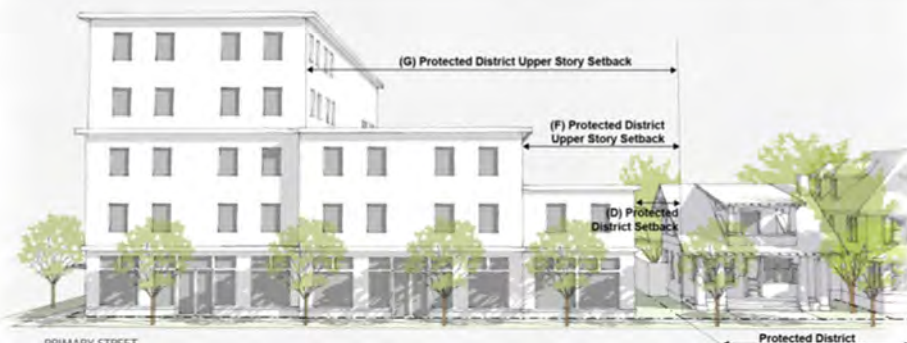 (G) Protected District Upper Story Setback
(F) Protected District
Upper Story Setback
(D) Protected
District Setback
PRIMARY STREET
Protected District